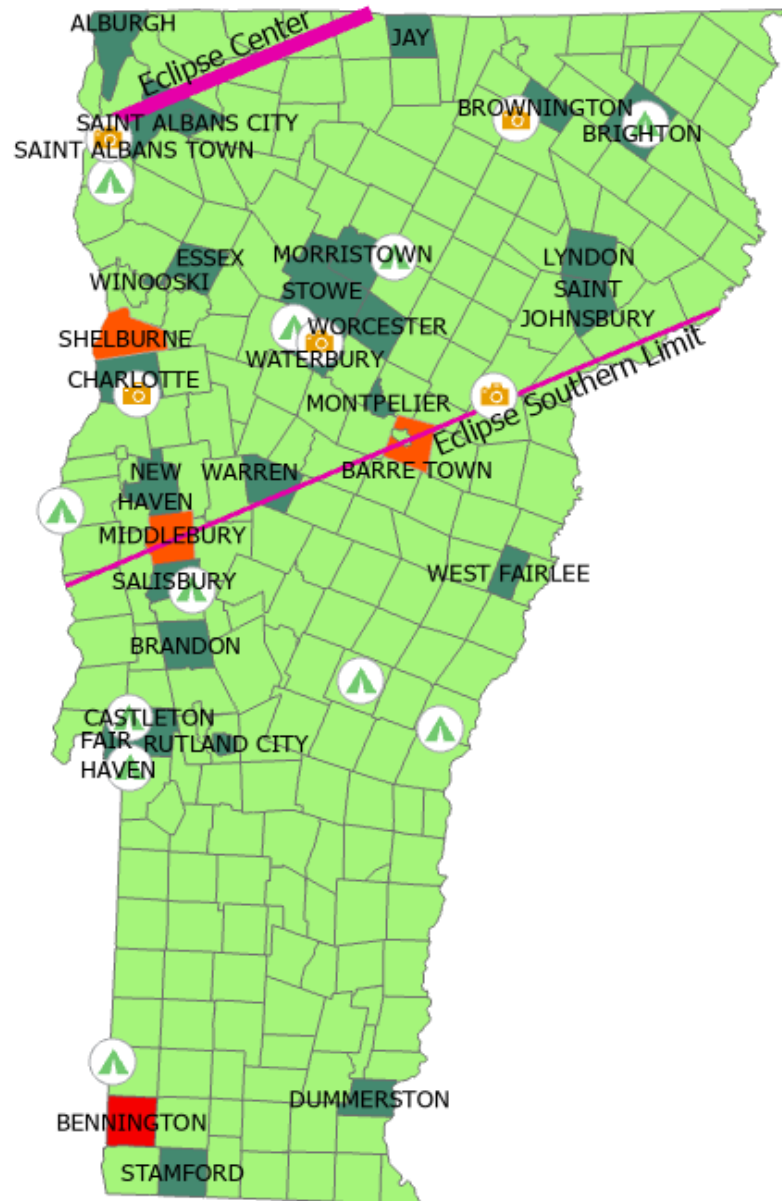 ALBURGH
Eclipse Center
JAY
BROWNINGTON
SAINT ALBANS CITY
BRIGHTON
SAINT ALBANS TOWN
ESSEX
MORRISTOWN
LYNDON
WINOOSKI
STOWE
SAINT
JOHNSBURY
WORCESTER
SHELBURNE
WATERBURY
Eclipse Southern Limit
CHARLOTTE
MONTPELIER
BARRE TOWN
NEW
HAVEN
WARREN
MIDDLEBURY
WEST FAIRLEE
SALISBURY
BRANDON
CASTLETON
FAIR
HAVEN
RUTLAND CITY
DUMMERSTON
BENNINGTON
STAMFORD